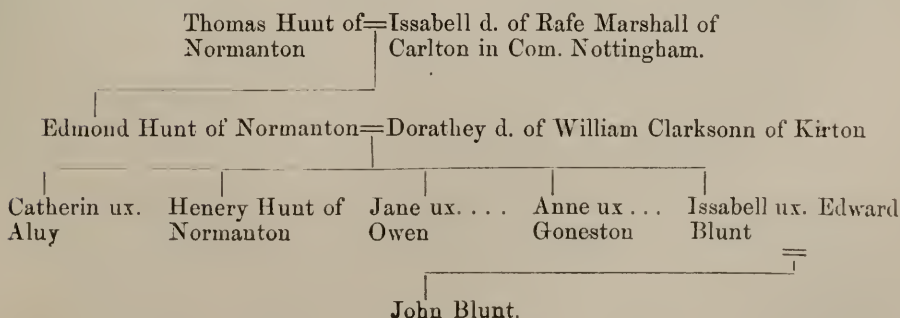 Thomas Hunt of=Issabell d. of Rafe Marshall of
Normanton Carlton in Com. Nottingham.
Edmond Hunt of Normanton=Dorathey d. of William Clarksonn of Kirton
Catherin ux. Henery Hunt of Jane ux.... Anne ux... Issabell ux. Edward
Aluy Normanton Owen Goneston Blunt
=
John Blunt.